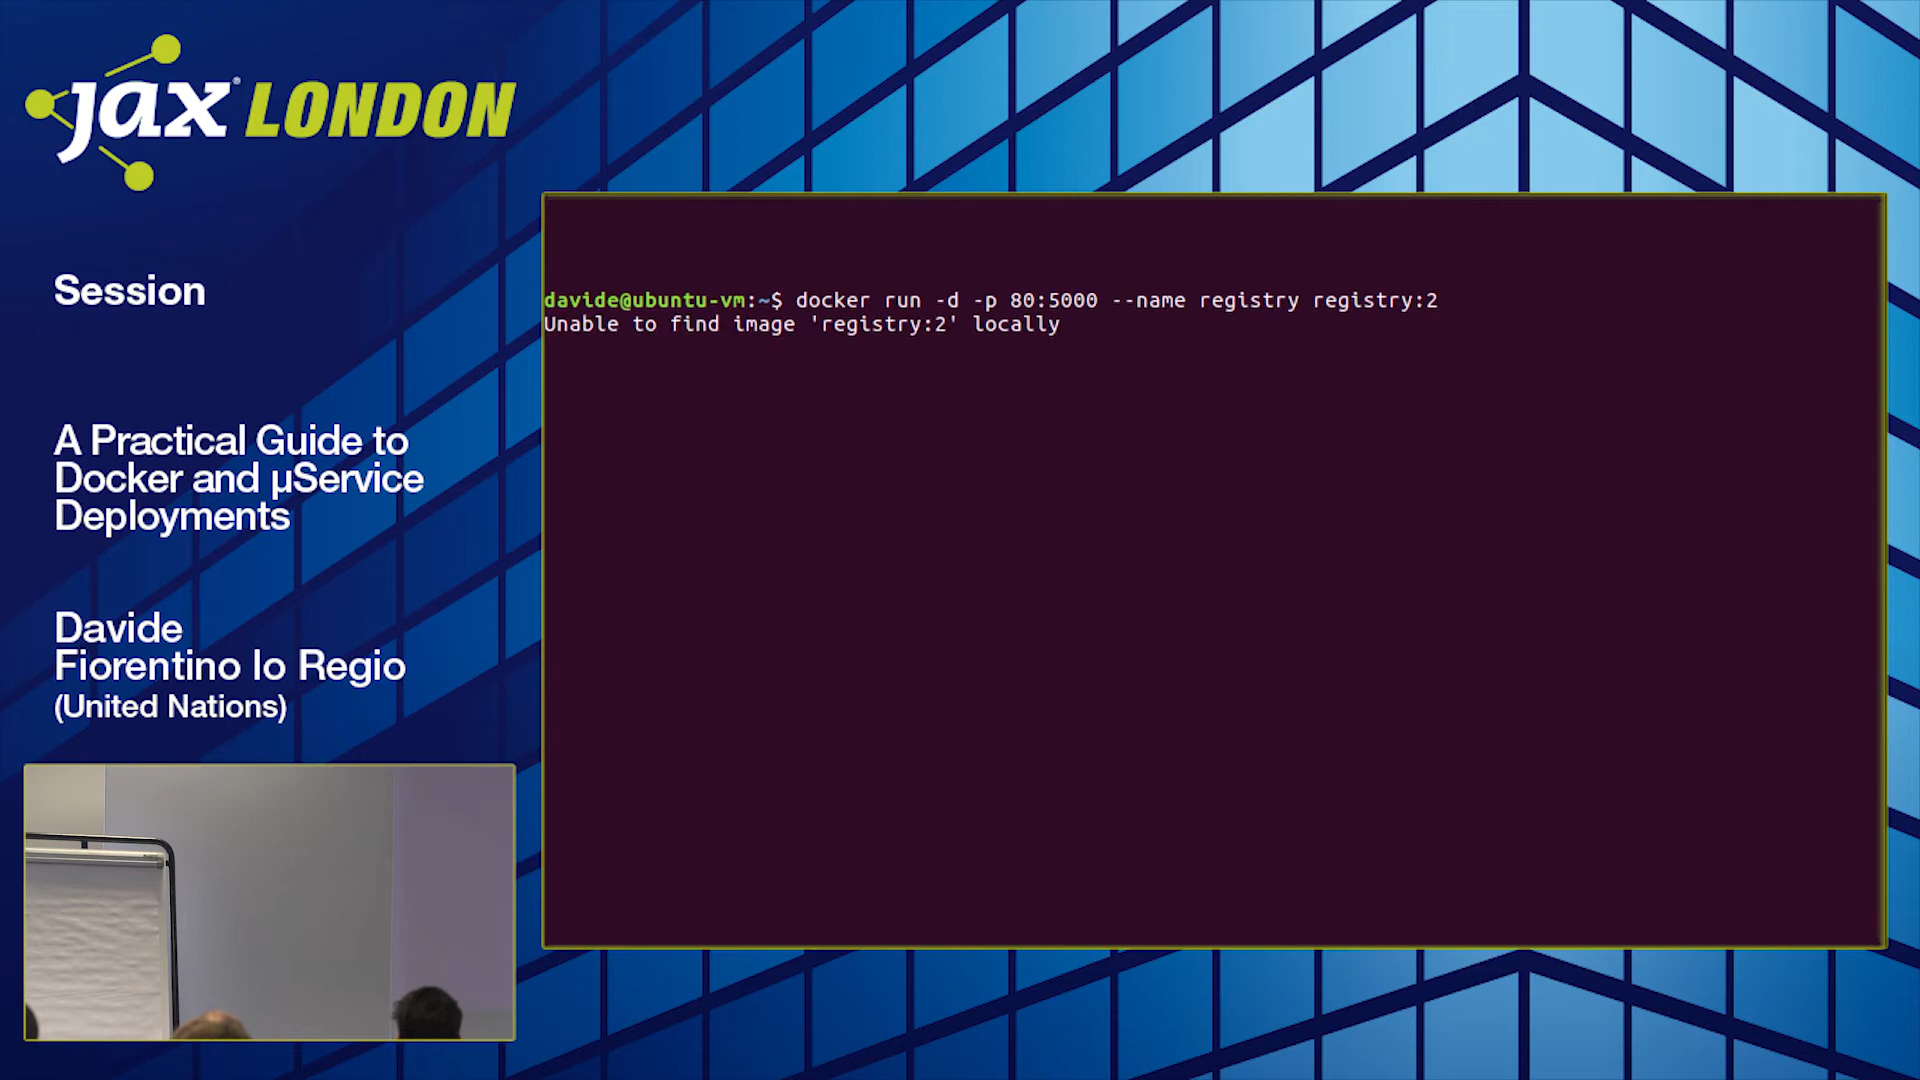 jax® LONDON
Session
A Practical Guide to
Docker and µService
Deployments
Davide
Fiorentino lo Regio
(United Nations)
davide@ubuntu-vm:~$ docker run -d -p 80:5000 --name registry registry:2
Unable to find image 'registry:2' locally